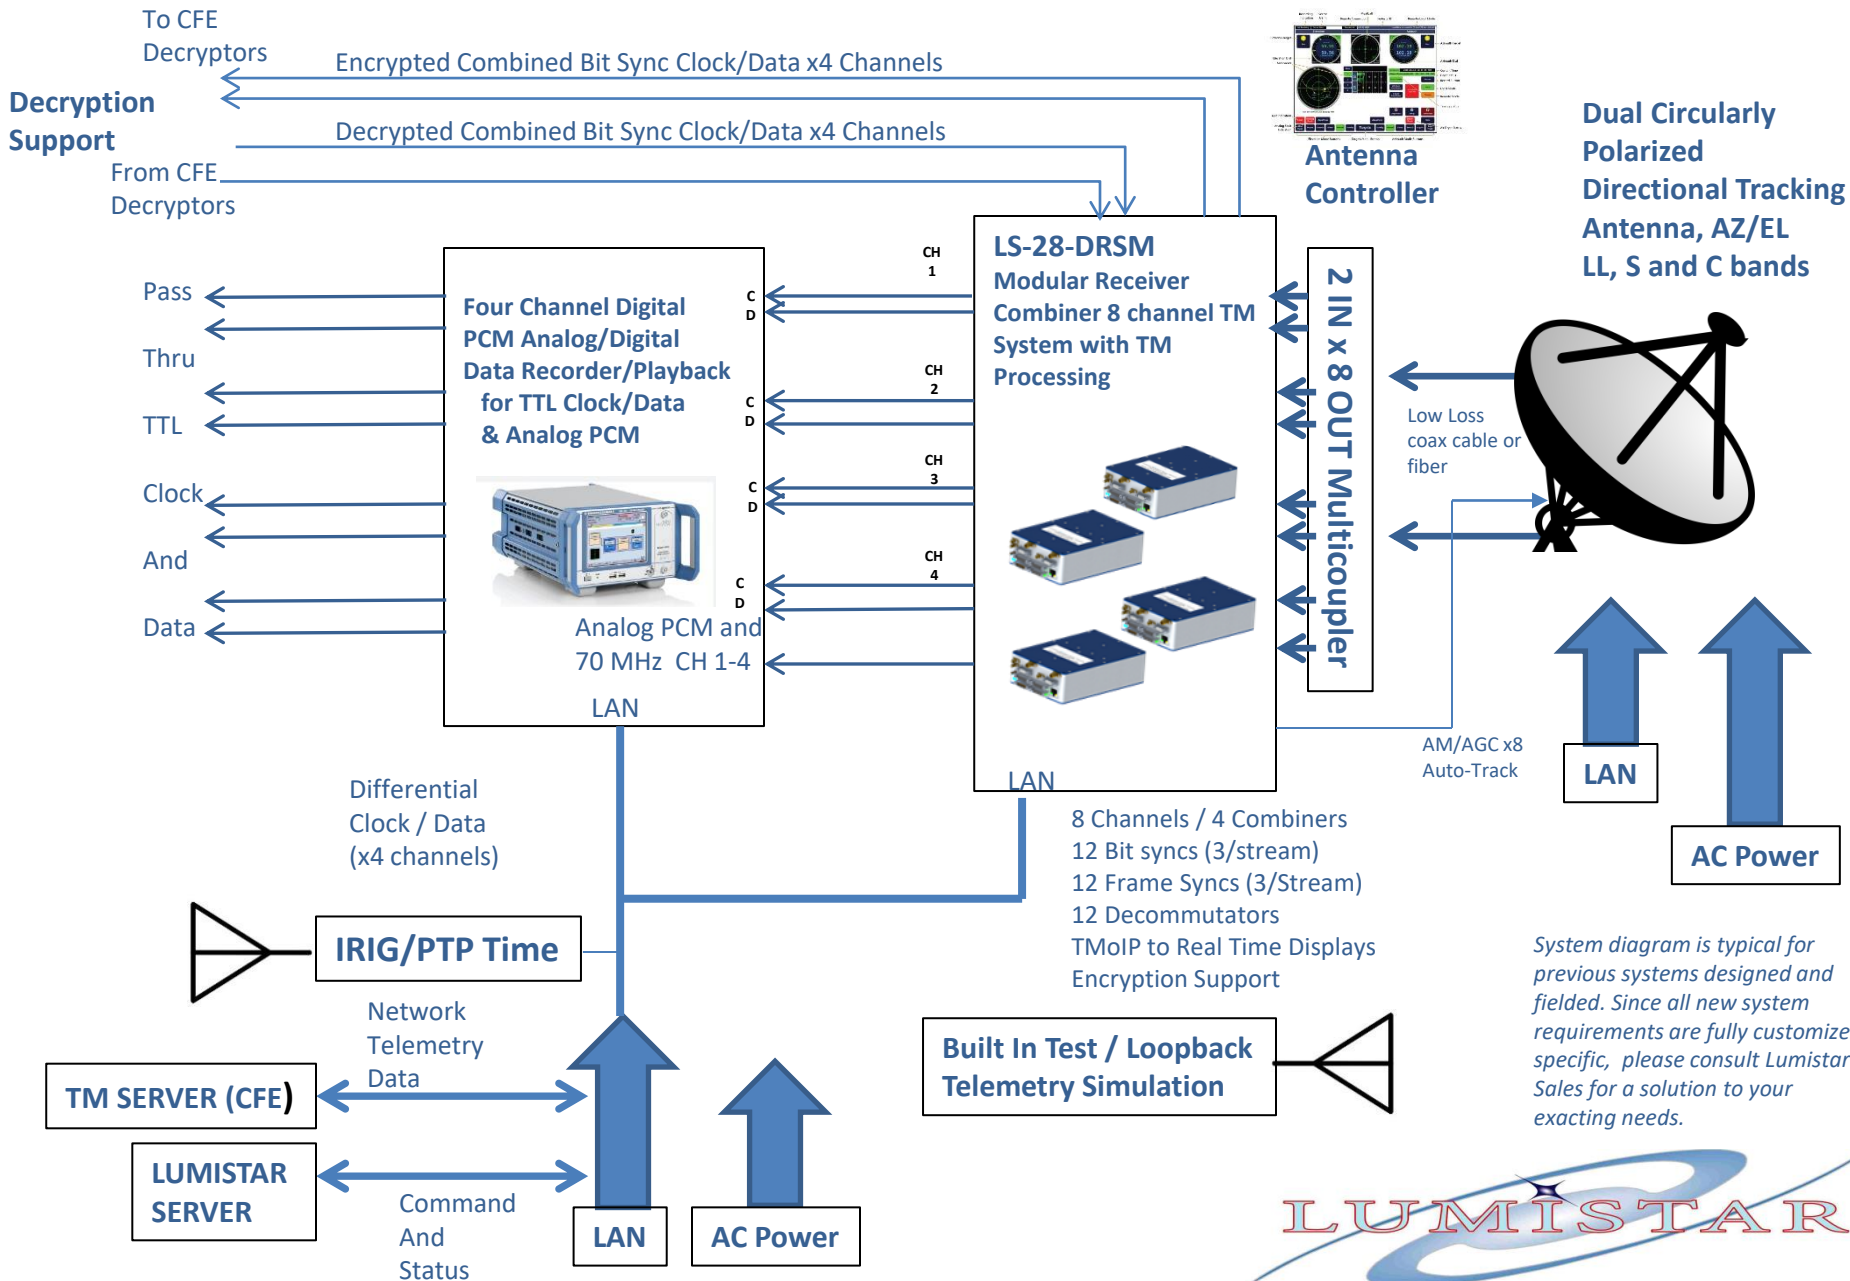 To CFE
Decryptors
Encrypted Combined Bit Sync Clock/Data x4 Channels
Decryption
Support
Decrypted Combined Bit Sync Clock/Data x4 Channels
From CFE
Decryptors
Antenna
Controller
Dual Circularly
Polarized
Directional Tracking
Antenna, AZ/EL
LL, S and C bands
Pass
Thru
TTL
Clock
And
Data
Four Channel Digital
PCM Analog/Digital
Data Recorder/Playback
for TTL Clock/Data
& Analog PCM
C
D
C
D
C
D
C
D
Analog PCM and
70 MHz CH 1-4
LAN
CH
1
CH
2
CH
3
CH
4
LS-28-DRSM
Modular Receiver
Combiner 8 channel TM
System with TM
Processing
LAN
2 IN x 8 OUT Multicoupler
Low Loss
coax cable or
fiber
AM/AGC x8
Auto-Track
LAN
AC Power
Differential
Clock / Data
(x4 channels)
8 Channels / 4 Combiners
12 Bit syncs (3/stream)
12 Frame Syncs (3/Stream)
12 Decommutators
TMoIP to Real Time Displays
Encryption Support
IRIG/PTP Time
Network
Telemetry
Data
TM SERVER (CFE)
LUMISTAR
SERVER
Command
And
Status
LAN
AC Power
Built In Test / Loopback
Telemetry Simulation
System diagram is typical for
previous systems designed and
fielded. Since all new system
requirements are fully customize
specific, please consult Lumistar
Sales for a solution to your
exacting needs.
LUMISTAR